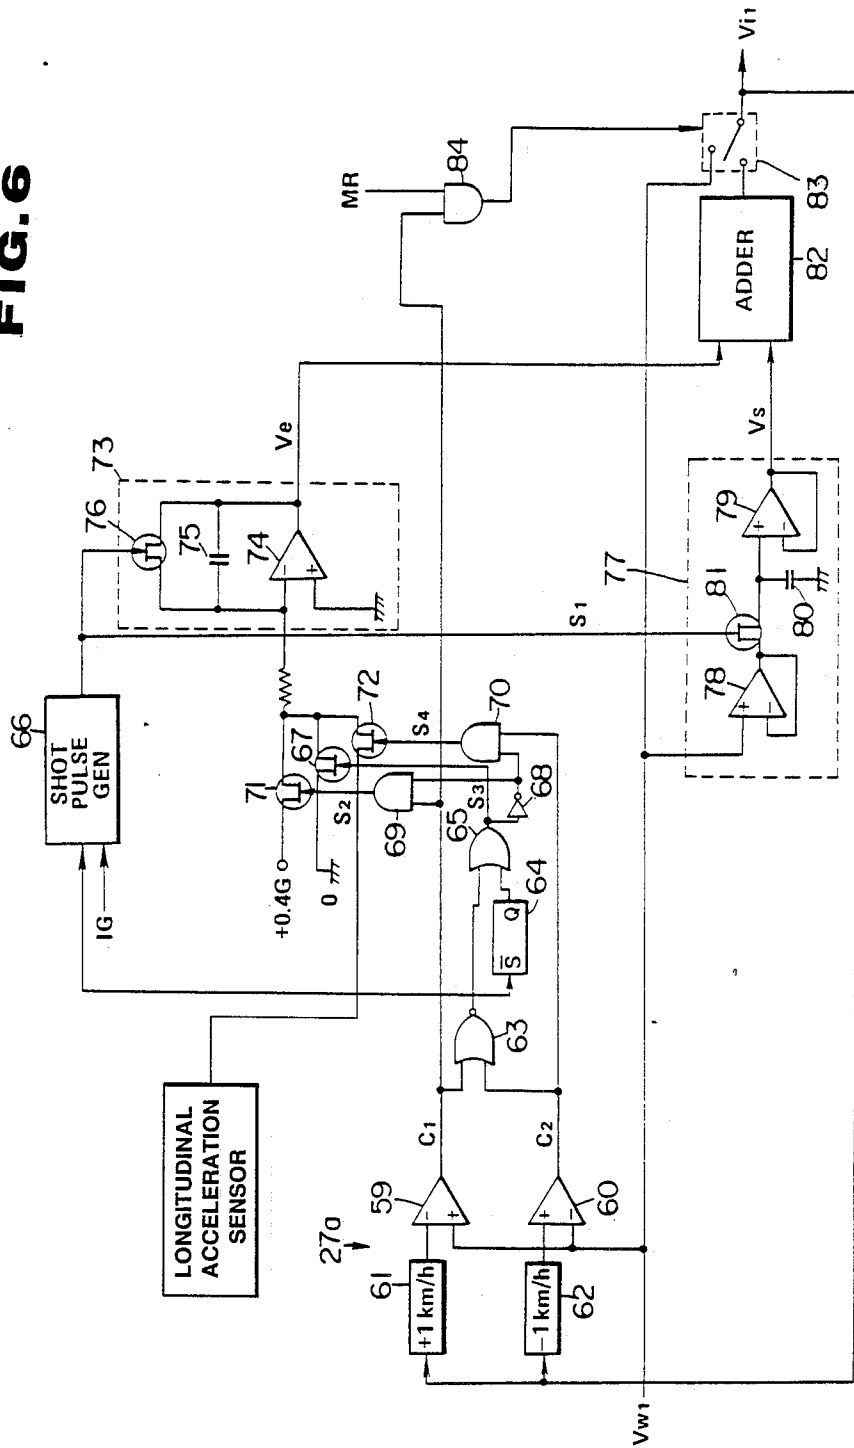 FIG.6
66
SHOT
PULSE
GEN
IG
73
76
75
74
Ve
MR
84
Vi1
83
ADDER
82
Vs
77
79
81
80
78
S1
+0.4G
0
71
67
72
S2
S4
70
S3
69
68
65
64
S̅ Q
63
LONGITUDINAL
ACCELERATION
SENSOR
27a
59
C1
60
C2
61
+1 km/h
62
−1 km/h
Vw1